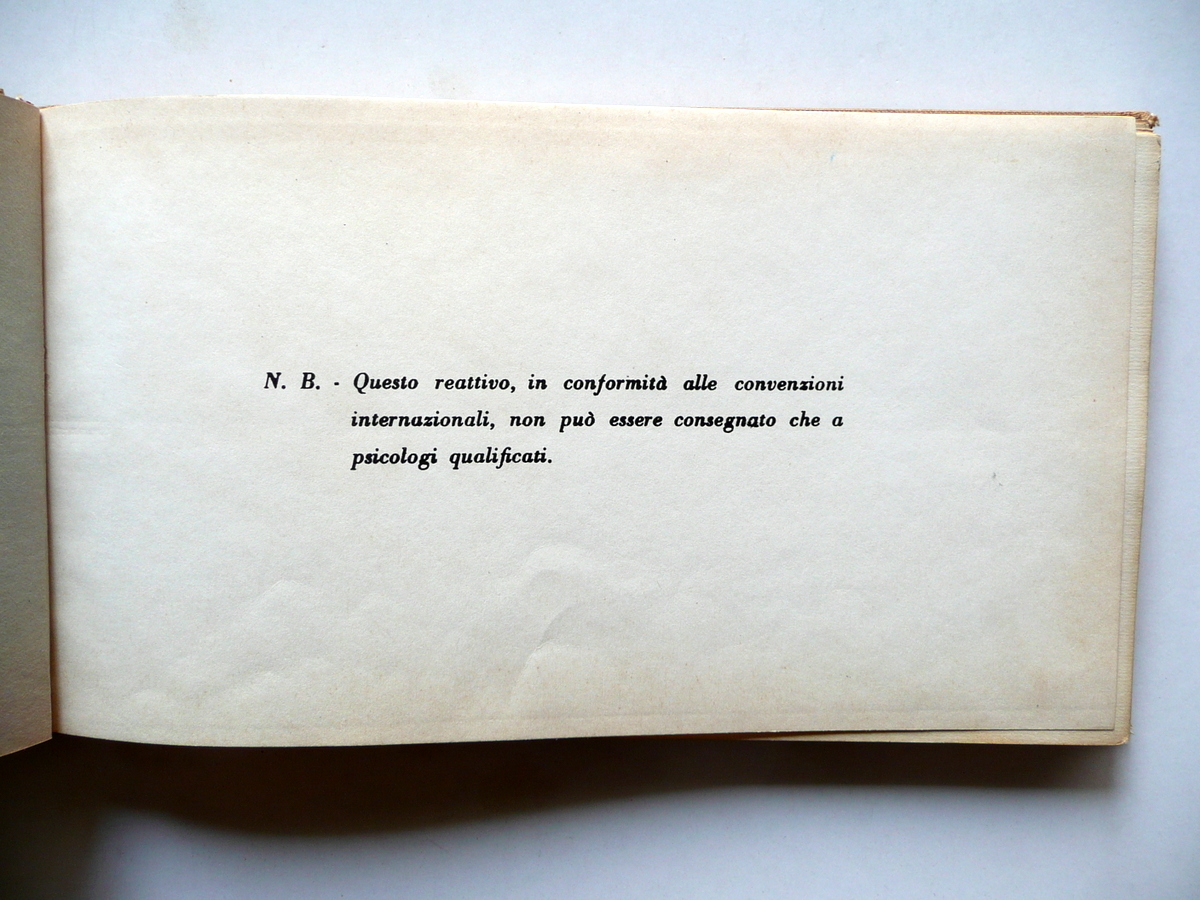 N. B. - Questo reattivo, in conformità alle convenzioni
internazionali, non può essere consegnato che a
psicologi qualificati.